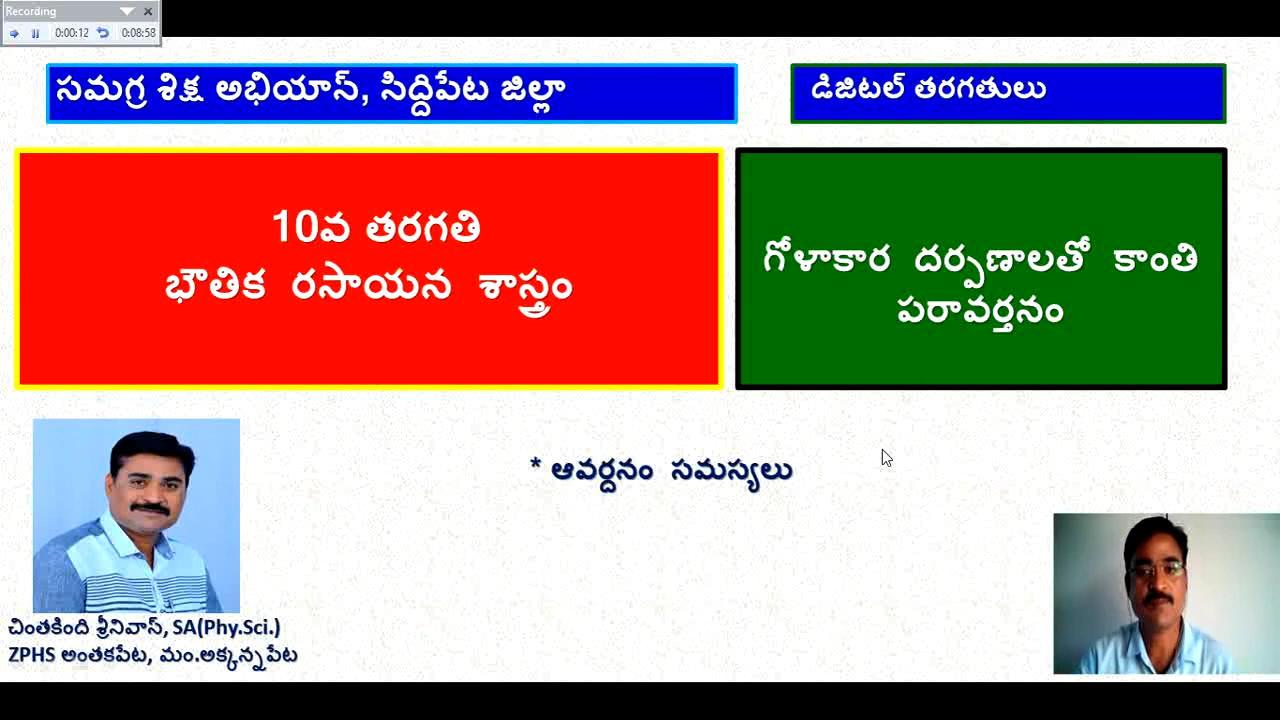 Recording
0:00:12 0:08:58
సమగ్ర శిక్ష అభియాస్, సిద్దిపేట జిల్లా
డిజిటల్ తరగతులు
10వ తరగతి
భౌతిక రసాయన శాస్త్రం
గోళాకార దర్పణాలతో కాంతి
పరావర్తనం
* ఆవర్దనం సమస్యలు
చింతకింది శ్రీనివాస్, SA(Phy.Sci.)
ZPHS అంతకపేట, మం.అక్కన్నపేట